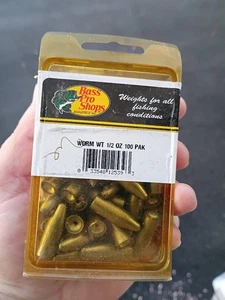 Bass
Pro
Shops
Weights for all
fishing
conditions
WORM WT 1/2 OZ 100 PAK